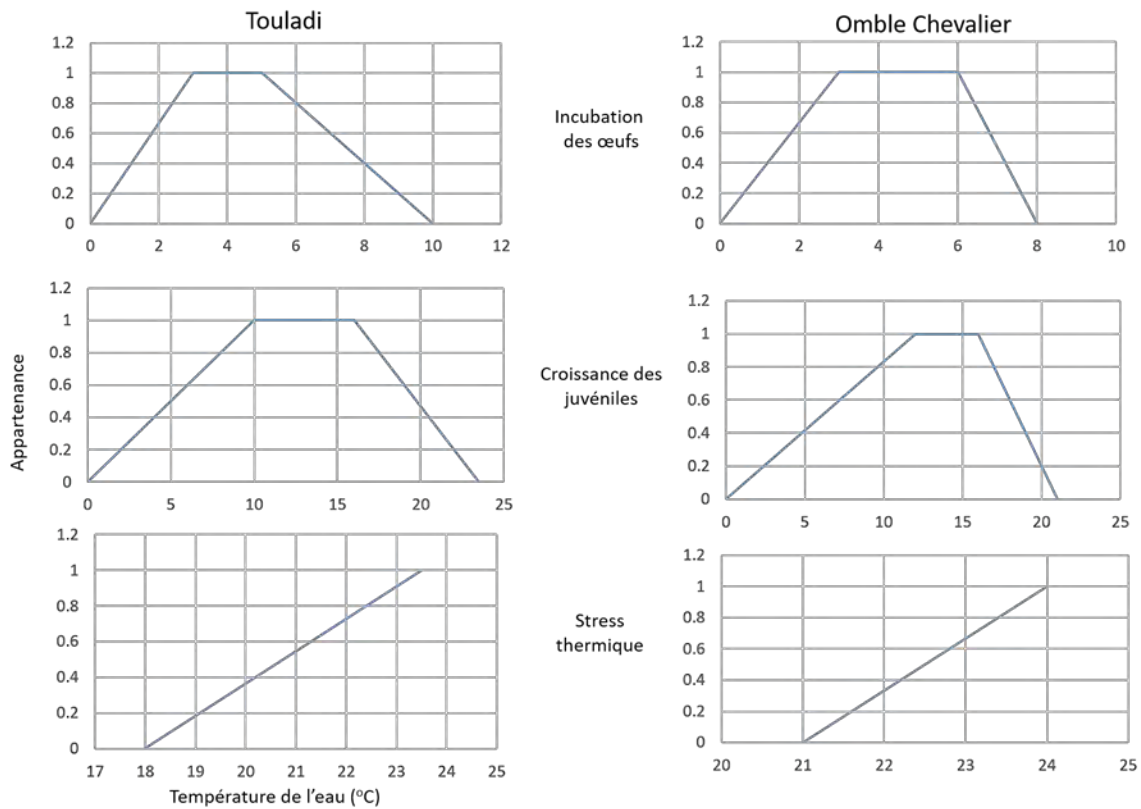 Touladi
1.2
1
0.8
0.6
0.4
0.2
0
0 2 4 6 8 10 12
Incubation
des œufs
Omble Chevalier
1.2
1
0.8
0.6
0.4
0.2
0
0 2 4 6 8 10
Appartenance
1.2
1
0.8
0.6
0.4
0.2
0
0 5 10 15 20 25
Croissance des
juvéniles
1.2
1
0.8
0.6
0.4
0.2
0
0 5 10 15 20 25
1.2
1
0.8
0.6
0.4
0.2
0
17 18 19 20 21 22 23 24 25
Température de l'eau (ºC)
Stress
thermique
1.2
1
0.8
0.6
0.4
0.2
0
20 21 22 23 24 25